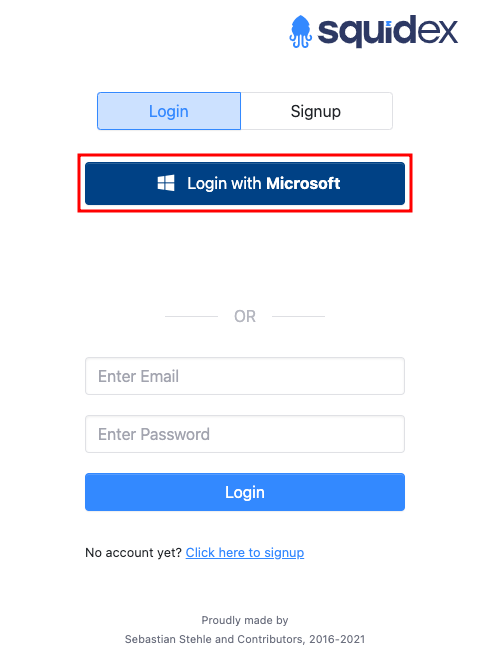 squidex
Login
Signup
Login with Microsoft
OR
Enter Email
Enter Password
Login
No account yet? Click here to signup
Proudly made by
Sebastian Stehle and Contributors, 2016-2021